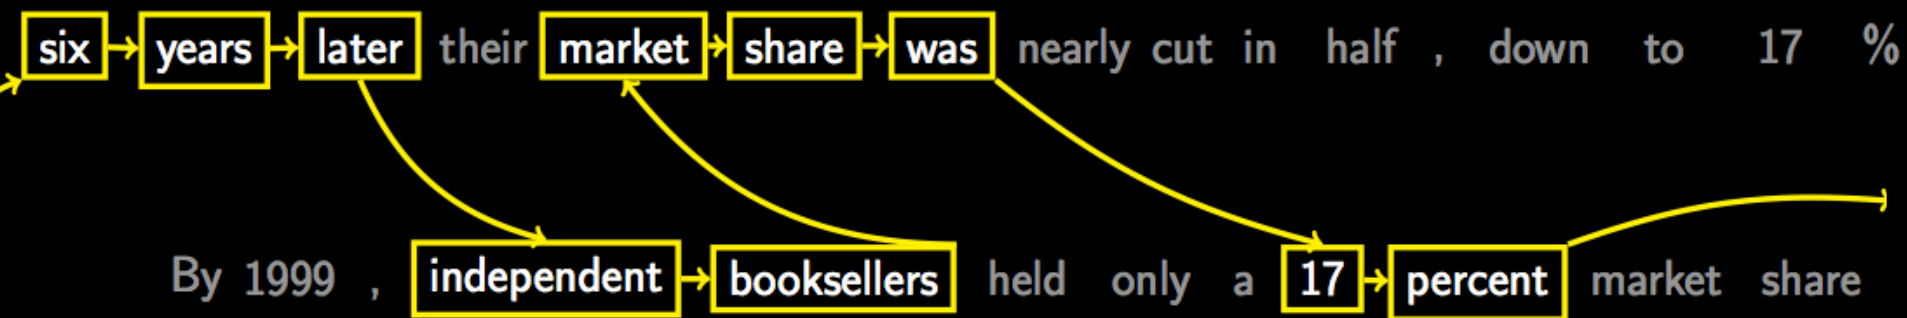 six years later their market share was nearly cut in half , down to 17 %
By 1999 , independent booksellers held only a 17 percent market share